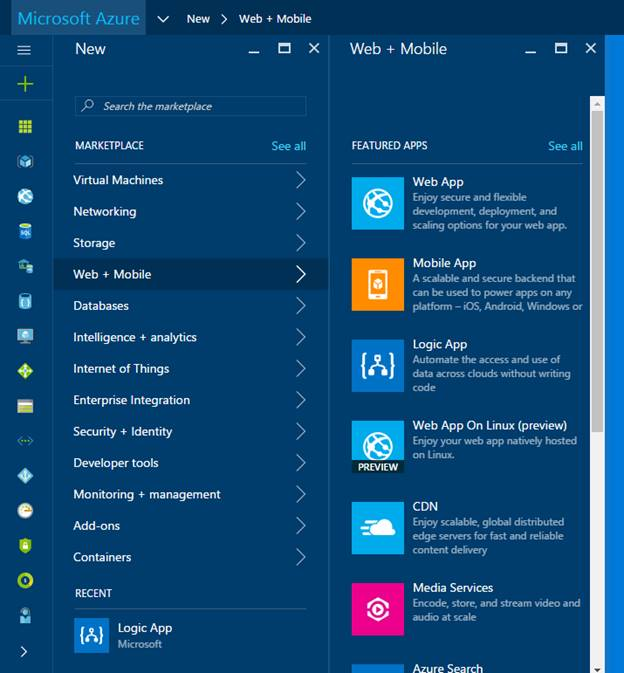 Microsoft Azure
New
Web + Mobile
New
Search the marketplace
MARKETPLACE
See all
Virtual Machines
Networking
Storage
Web + Mobile
Databases
Intelligence + analytics
Internet of Things
Enterprise Integration
Security + Identity
Developer tools
Monitoring + management
Add-ons
Containers
RECENT
Logic App
Microsoft
Web + Mobile
FEATURED APPS
See all
Web App
Enjoy secure and flexible
development, deployment, and
scaling options for your web app.
Mobile App
A scalable and secure backend that
can be used to power apps on any
platform – iOS, Android, Windows or
Logic App
Automate the access and use of
data across clouds without writing
code
Web App On Linux (preview)
Enjoy your web app natively hosted
on Linux.
PREVIEW
CDN
Enjoy scalable, global distributed
edge servers for fast and reliable
content delivery
Media Services
Encode, store, and stream video and
audio at scale
Azure Search
SQL